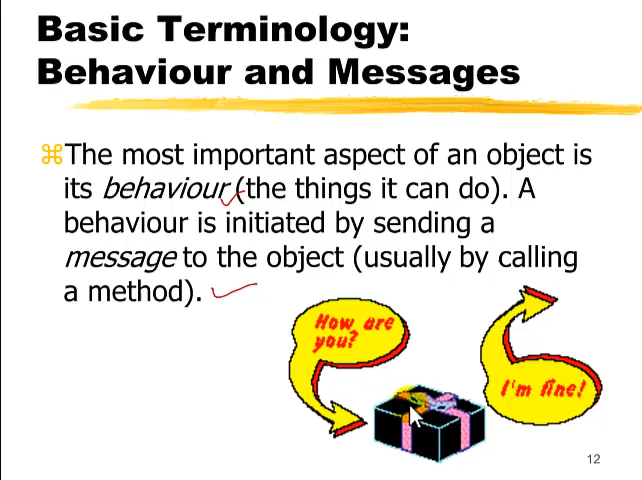 Basic Terminology:
Behaviour and Messages
⌘The most important aspect of an object is
its behaviour (the things it can do). A
behaviour is initiated by sending a
message to the object (usually by calling
a method).
How are
you?
I'm fine!
12